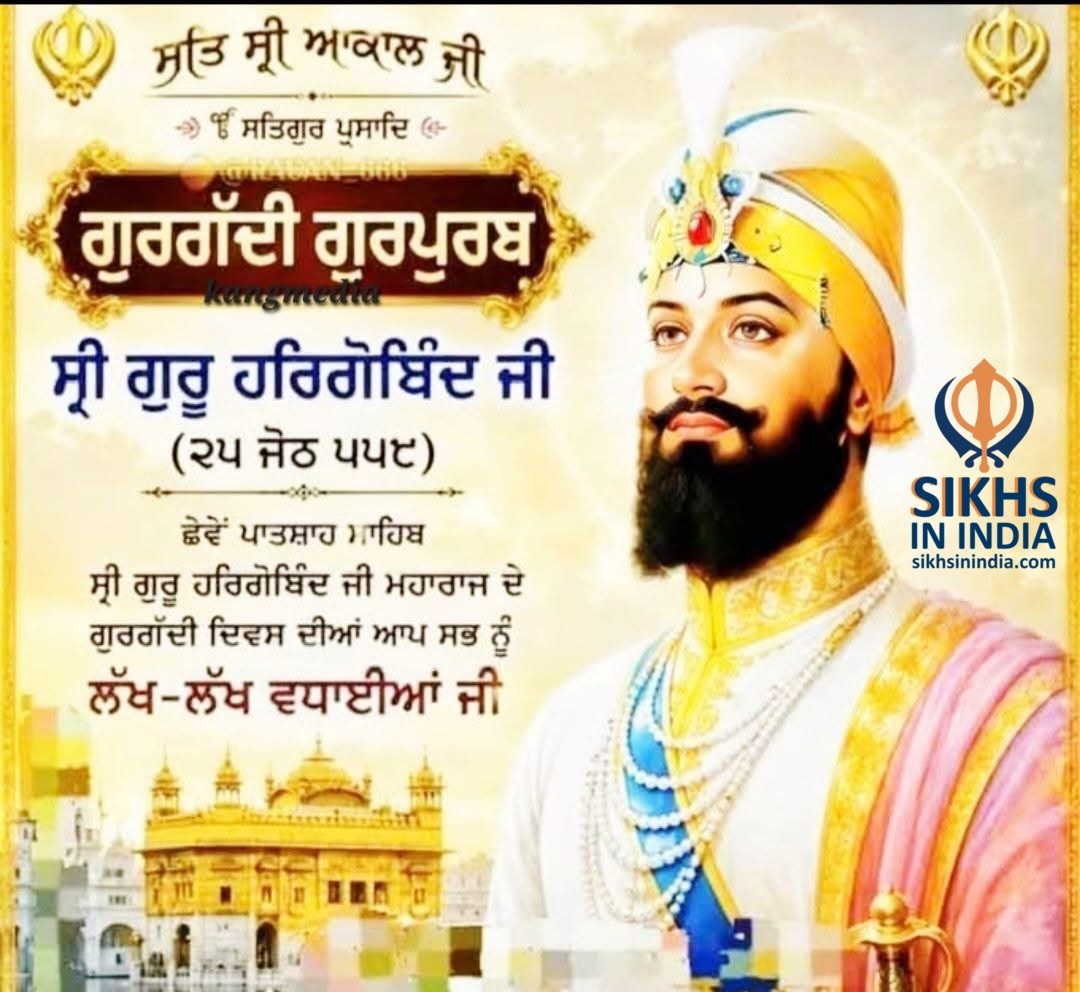 ਸਤਿ ਸ੍ਰੀ ਆਕਾਲ ਜੀ
ੴ ਸਤਿਗੁਰ ਪ੍ਰਸਾਦਿ
ਗੁਰਗੱਦੀ ਗੁਰਪੁਰਬ
kangmedia
ਸ੍ਰੀ ਗੁਰੂ ਹਰਿਗੋਬਿੰਦ ਜੀ
(੨੫ ਜੇਠ ੫੫੮)
ਛੇਵੇਂ ਪਾਤਸ਼ਾਹ ਸਾਹਿਬ
ਸ੍ਰੀ ਗੁਰੂ ਹਰਿਗੋਬਿੰਦ ਜੀ ਮਹਾਰਾਜ ਦੇ
ਗੁਰਗੱਦੀ ਦਿਵਸ ਦੀਆਂ ਆਪ ਸਭ ਨੂੰ
ਲੱਖ-ਲੱਖ ਵਧਾਈਆਂ ਜੀ
SIKHS
IN INDIA
sikhsinindia.com